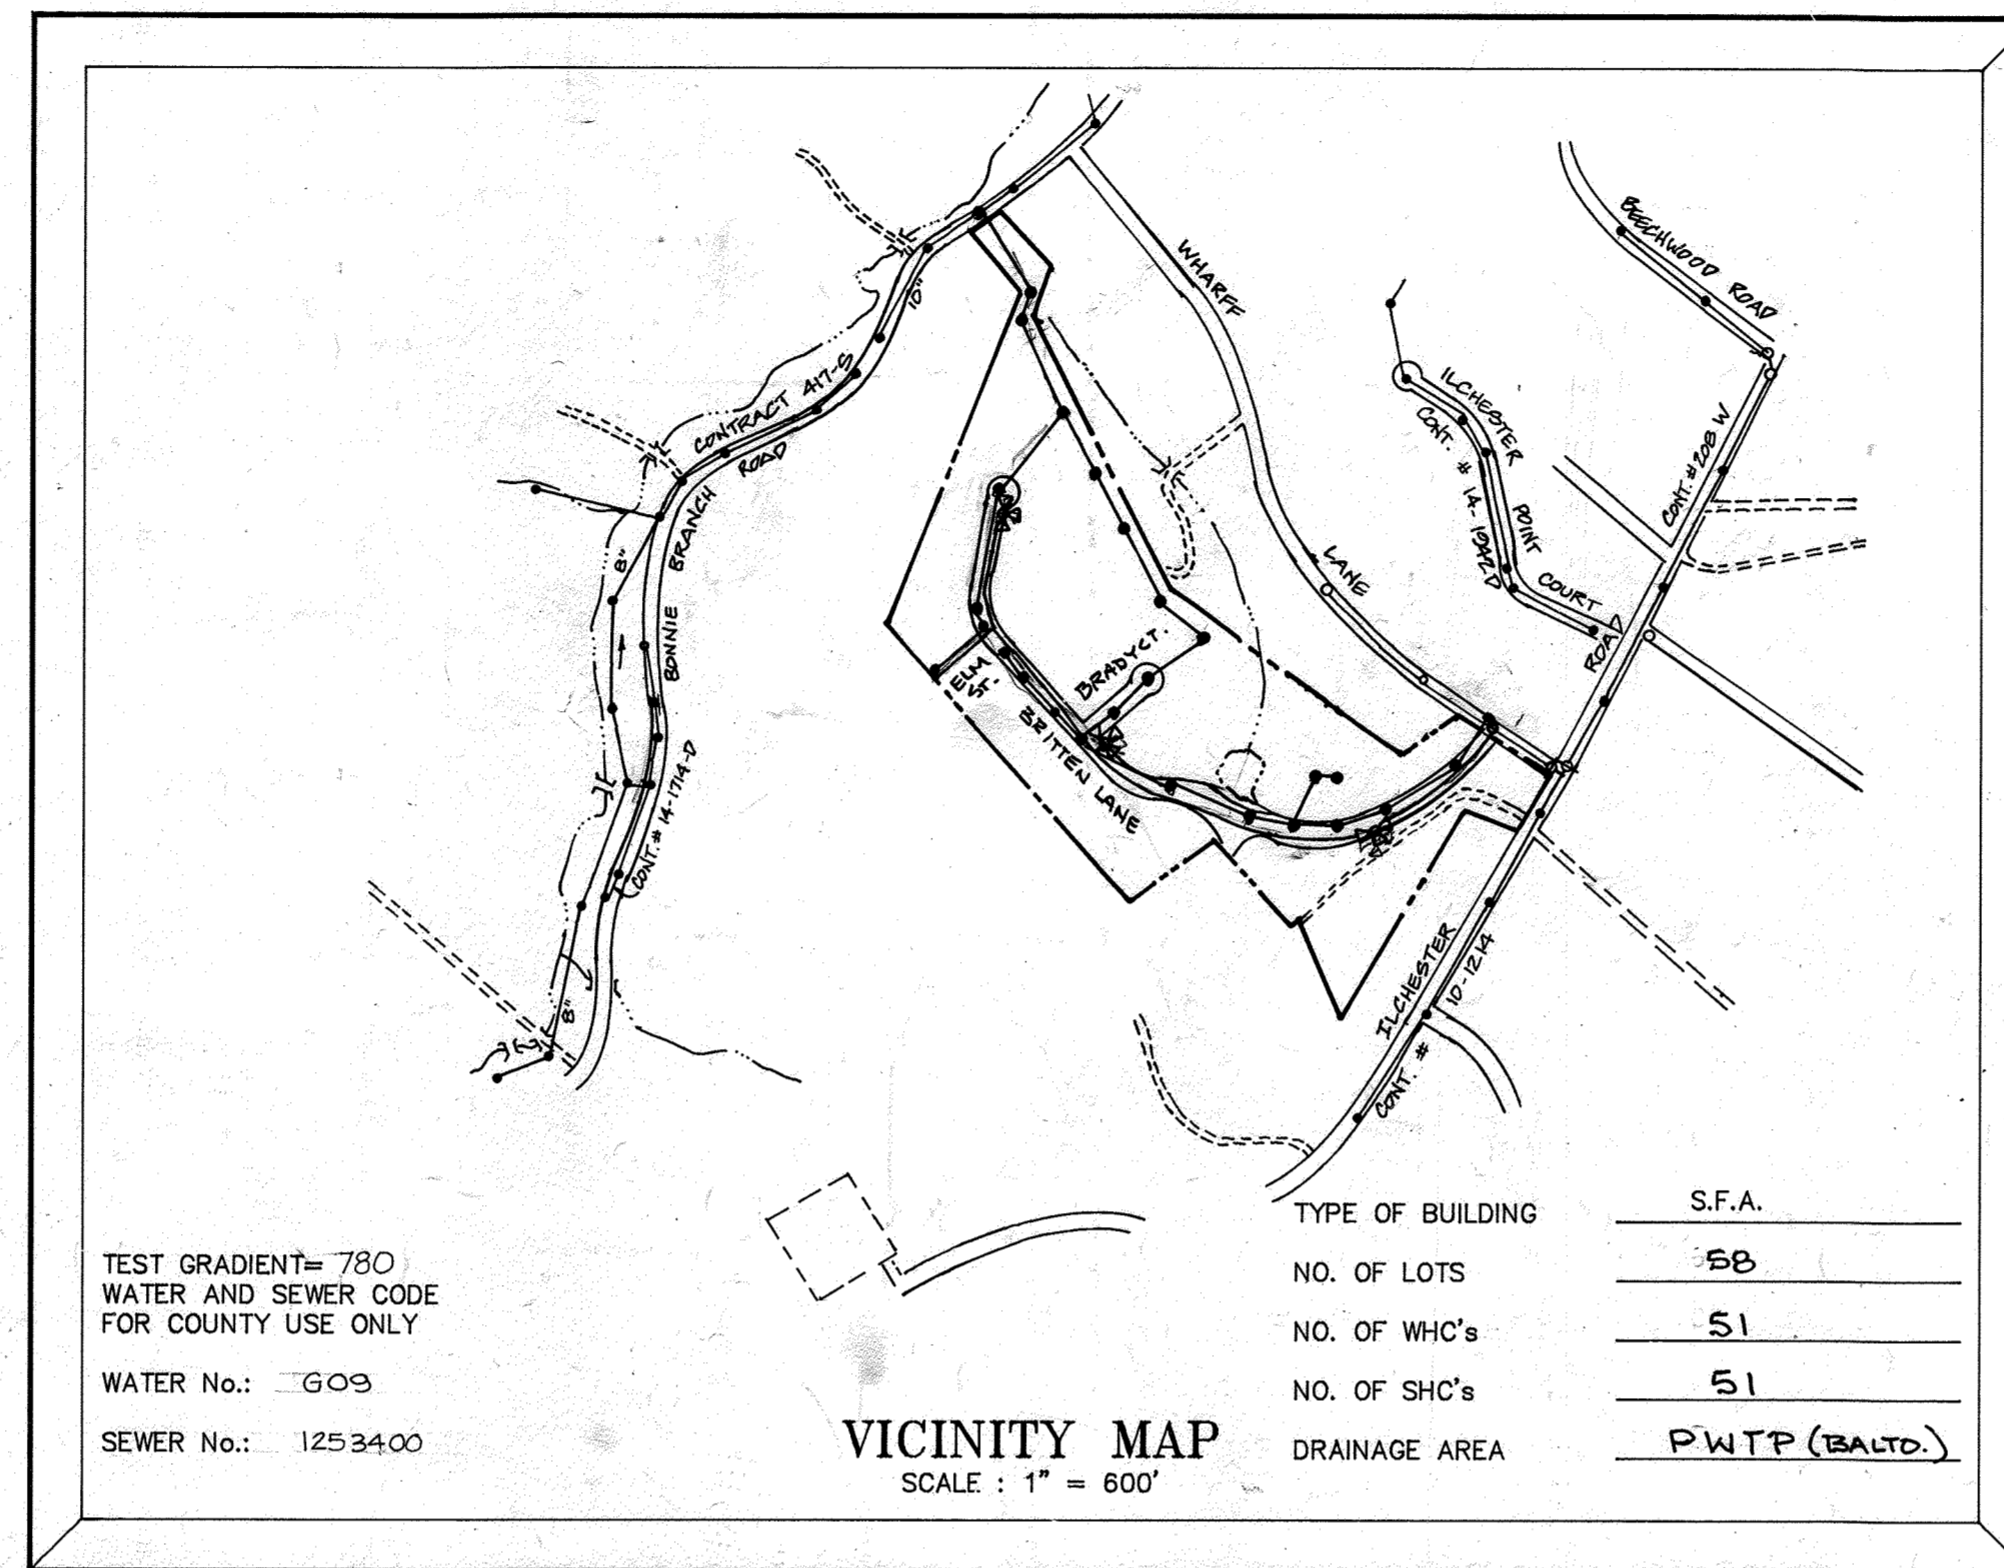 BEECHWOOD ROAD
WHARFF LANE
ILCHESTER POINT COURT
CONT. # 14-1942D
CONT. # 208 W
CONTRACT 417-S
10"
BONNIE BRANCH ROAD
8"
CONT. # 14-1714-D
8"
ELM ST.
BRADY CT.
BRITTEN LANE
ILCHESTER ROAD
CONT. # 10-1214
TEST GRADIENT= 780
WATER AND SEWER CODE
FOR COUNTY USE ONLY
WATER No.: G09
SEWER No.: 1253400
VICINITY MAP
SCALE : 1" = 600'
TYPE OF BUILDING S.F.A.
NO. OF LOTS 58
NO. OF WHC's 51
NO. OF SHC's 51
DRAINAGE AREA PWTP (BALTO.)